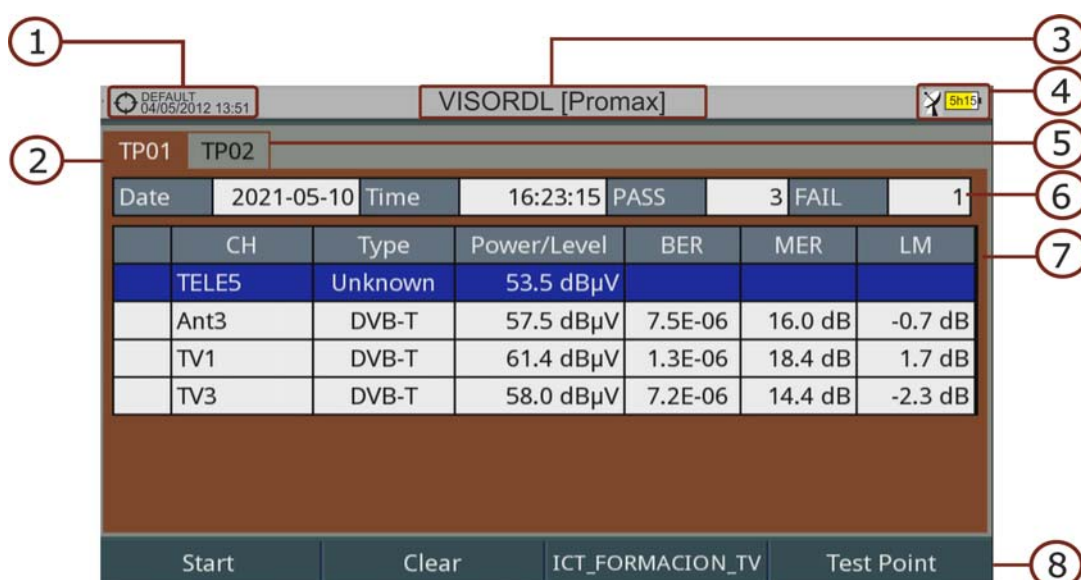 1
3
DEFAULT
04/05/2012 13:51
VISORDL [Promax]
5h15
4
2
TP01 TP02
5
Date 2021-05-10 Time 16:23:15 PASS 3 FAIL 1
6
CH Type Power/Level BER MER LM
7
TELE5 Unknown 53.5 dBµV
Ant3 DVB-T 57.5 dBµV 7.5E-06 16.0 dB -0.7 dB
TV1 DVB-T 61.4 dBµV 1.3E-06 18.4 dB 1.7 dB
TV3 DVB-T 58.0 dBµV 7.2E-06 14.4 dB -2.3 dB
Start Clear ICT_FORMACION_TV Test Point
8